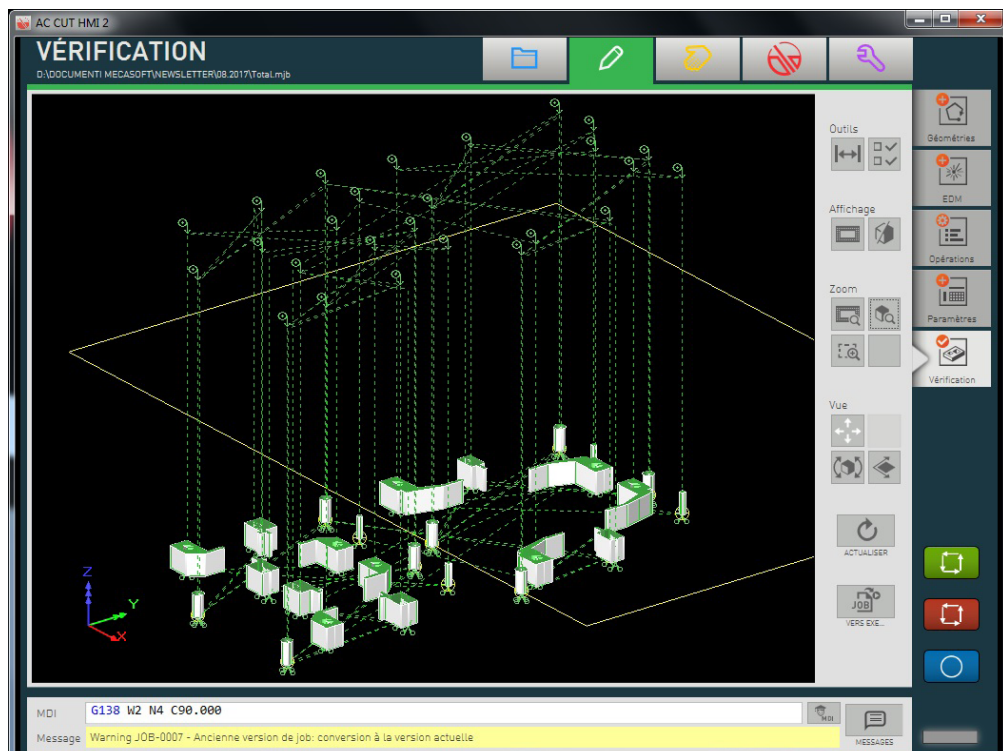 AC CUT HMI 2
VÉRIFICATION
D:\DOCUMENTI MECASOFT\NEWSLETTER\08.2017\Total.mjb
Outils
Affichage
Zoom
Vue
ACTUALISER
JOB
VERS EXE...
Géométries
EDM
Opérations
Paramètres
Vérification
Z
Y
X
MDI
G138 W2 N4 C90.000
MDI
Message
Warning JOB-0007 - Ancienne version de job: conversion à la version actuelle
MESSAGES